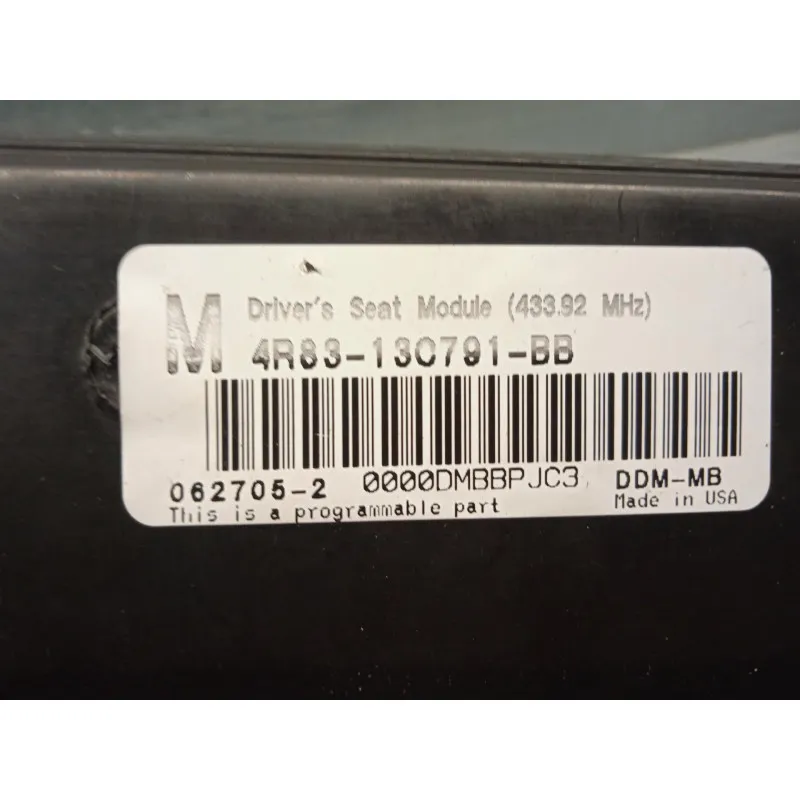 M
Driver's Seat Module (433.92 MHz)
4R83-13C791-BB
062705-2 0000DMBBPJC3 DDM-MB
This is a programmable part Made in USA